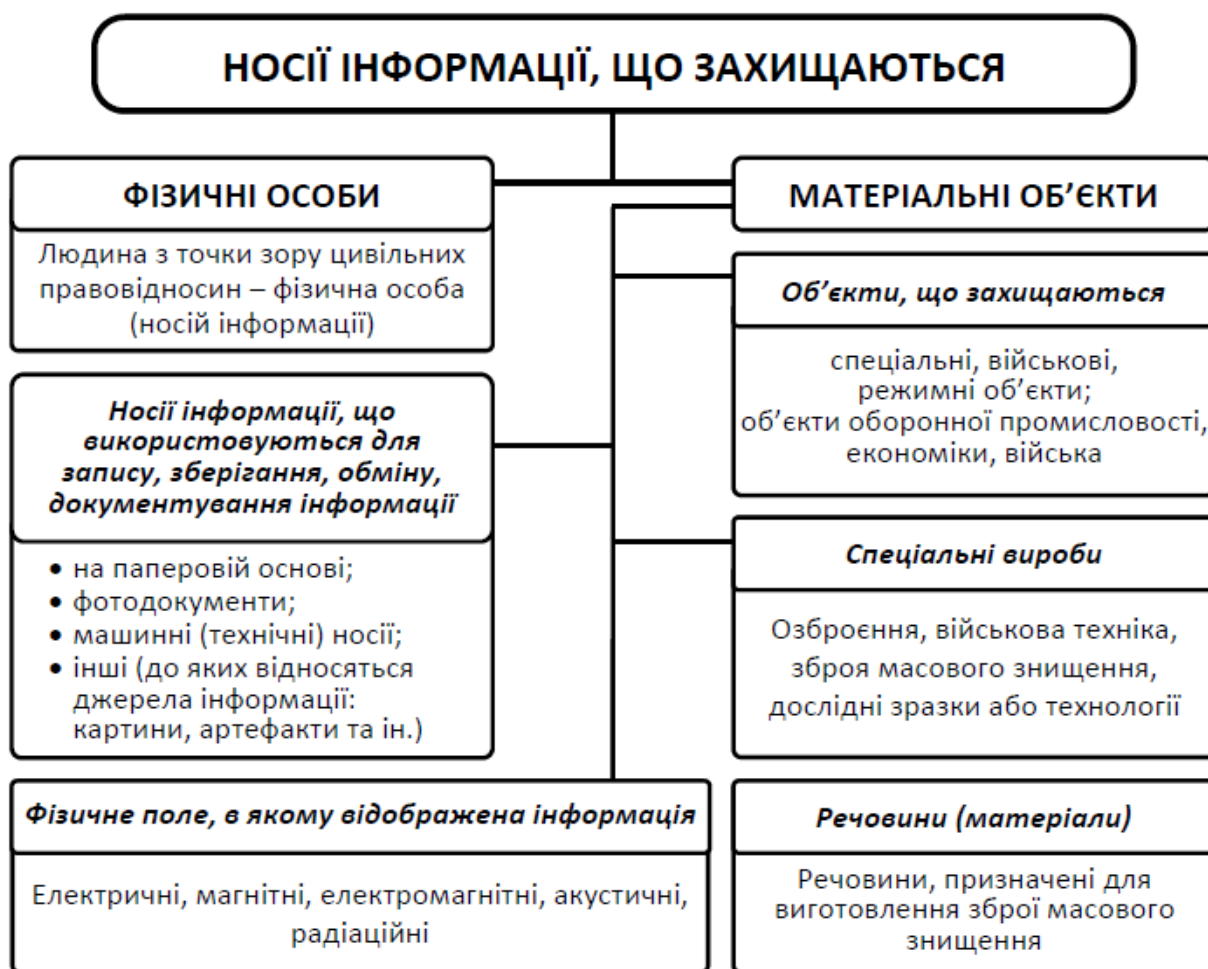 НОСІЇ ІНФОРМАЦІЇ, ЩО ЗАХИЩАЮТЬСЯ
ФІЗИЧНІ ОСОБИ
Людина з точки зору цивільних
правовідносин – фізична особа
(носій інформації)
МАТЕРІАЛЬНІ ОБ’ЄКТИ
Об’єкти, що захищаються
спеціальні, військові,
режимні об’єкти;
об’єкти оборонної промисловості,
економіки, війська
Носії інформації, що
використовуються для
запису, зберігання, обміну,
документування інформації
• на паперовій основі;
• фотодокументи;
• машинні (технічні) носії;
• інші (до яких відносяться
джерела інформації:
картини, артефакти та ін.)
Спеціальні вироби
Озброєння, військова техніка,
зброя масового знищення,
дослідні зразки або технології
Фізичне поле, в якому відображена інформація
Електричні, магнітні, електромагнітні, акустичні,
радіаційні
Речовини (матеріали)
Речовини, призначені для
виготовлення зброї масового
знищення